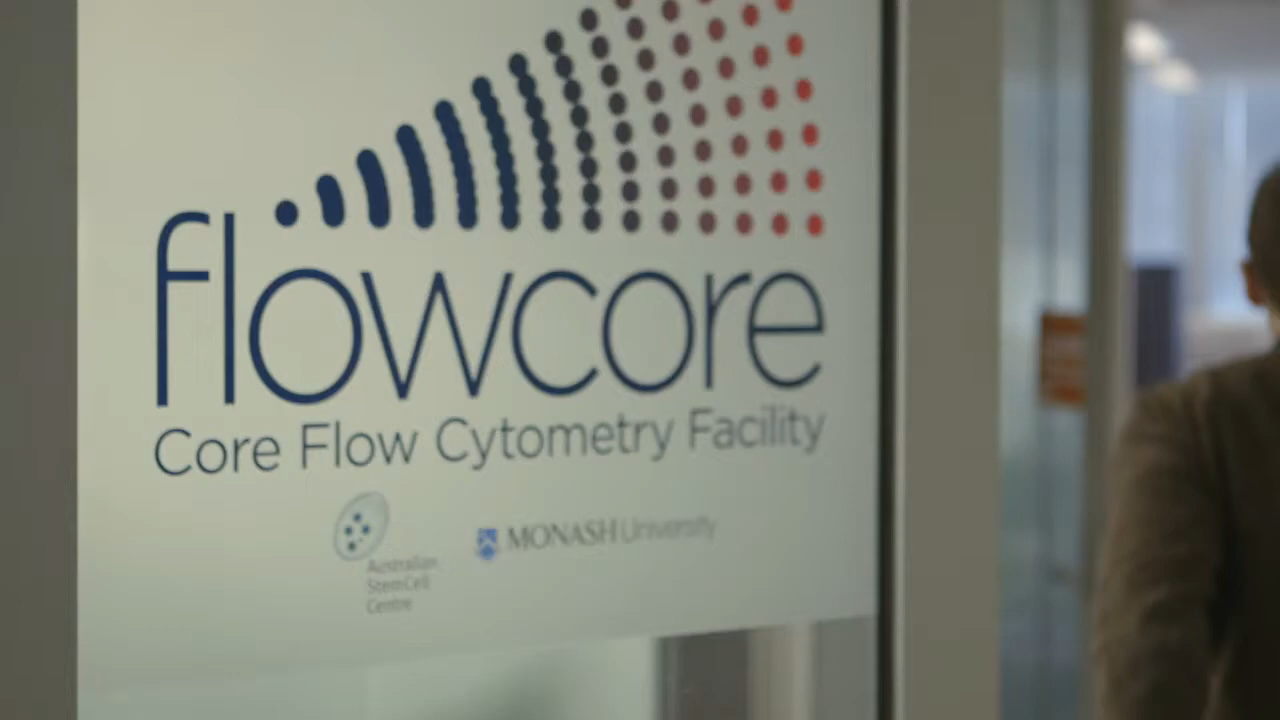 flowcore
Core Flow Cytometry Facility
MONASH University
Australian
StemCell
Centre